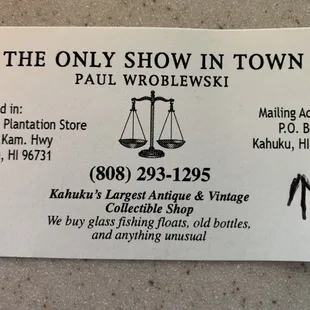 THE ONLY SHOW IN TOWN
PAUL WROBLEWSKI
d in:
Plantation Store
Kam. Hwy
, HI 96731
Mailing Ad
P.O. B
Kahuku, HI
(808) 293-1295
Kahuku's Largest Antique & Vintage
Collectible Shop
We buy glass fishing floats, old bottles,
and anything unusual